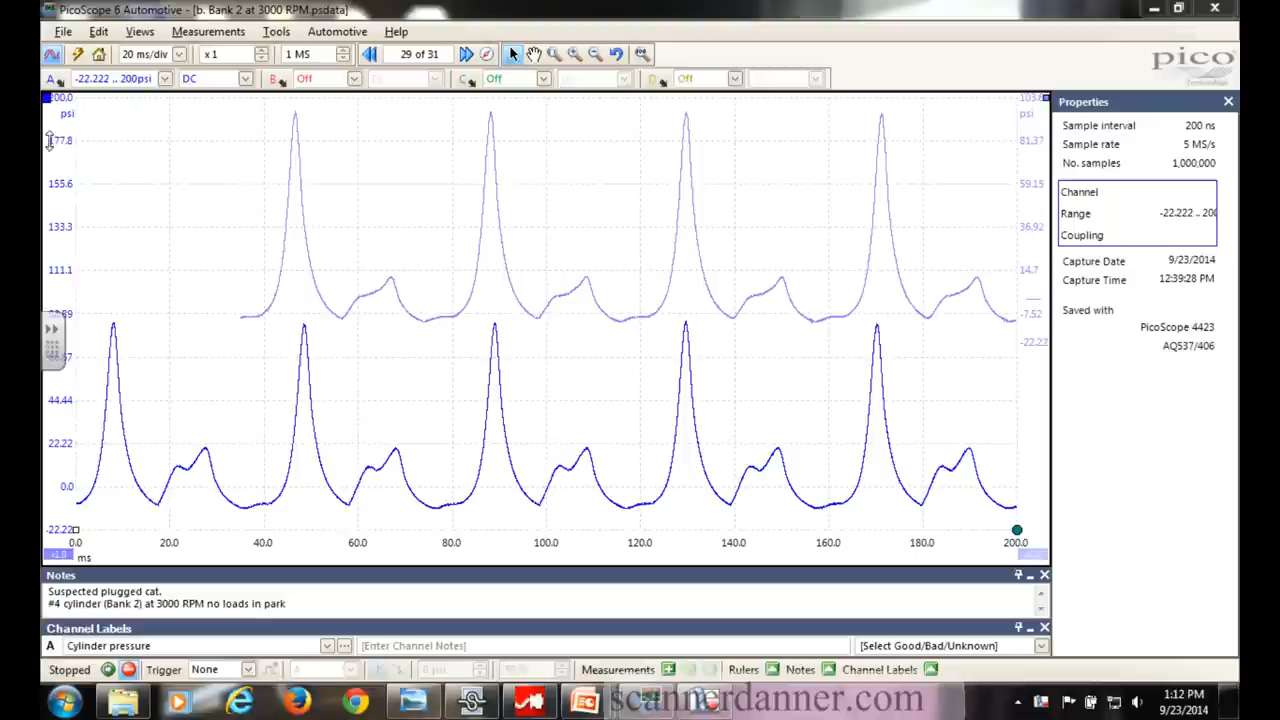 PicoScope 6 Automotive - [b. Bank 2 at 3000 RPM.psdata]
File Edit Views Measurements Tools Automotive Help
20 ms/div x 1 1 MS 29 of 31
A -22.222 .. 200psi DC B Off C Off D Off
pico
Technology
200.0
psi
177.8
155.6
133.3
111.1
44.44
22.22
0.0
-22.22
x1.0
103.6
psi
81.37
59.15
36.92
14.7
-7.52
-22.22
0.0 20.0 40.0 60.0 80.0 100.0 120.0 140.0 160.0 180.0 200.0
ms
Properties
Sample interval 200 ns
Sample rate 5 MS/s
No. samples 1,000,000
Channel
Range -22.222 .. 200
Coupling
Capture Date 9/23/2014
Capture Time 12:39:28 PM
Saved with
PicoScope 4423
AQ537/406
Notes
Suspected plugged cat.
#4 cylinder (Bank 2) at 3000 RPM no loads in park
Channel Labels
A Cylinder pressure [Enter Channel Notes] [Select Good/Bad/Unknown]
Stopped Trigger None A 0 psi Measurements Rulers Notes Channel Labels
scannerdanner.com
1:12 PM
9/23/2014